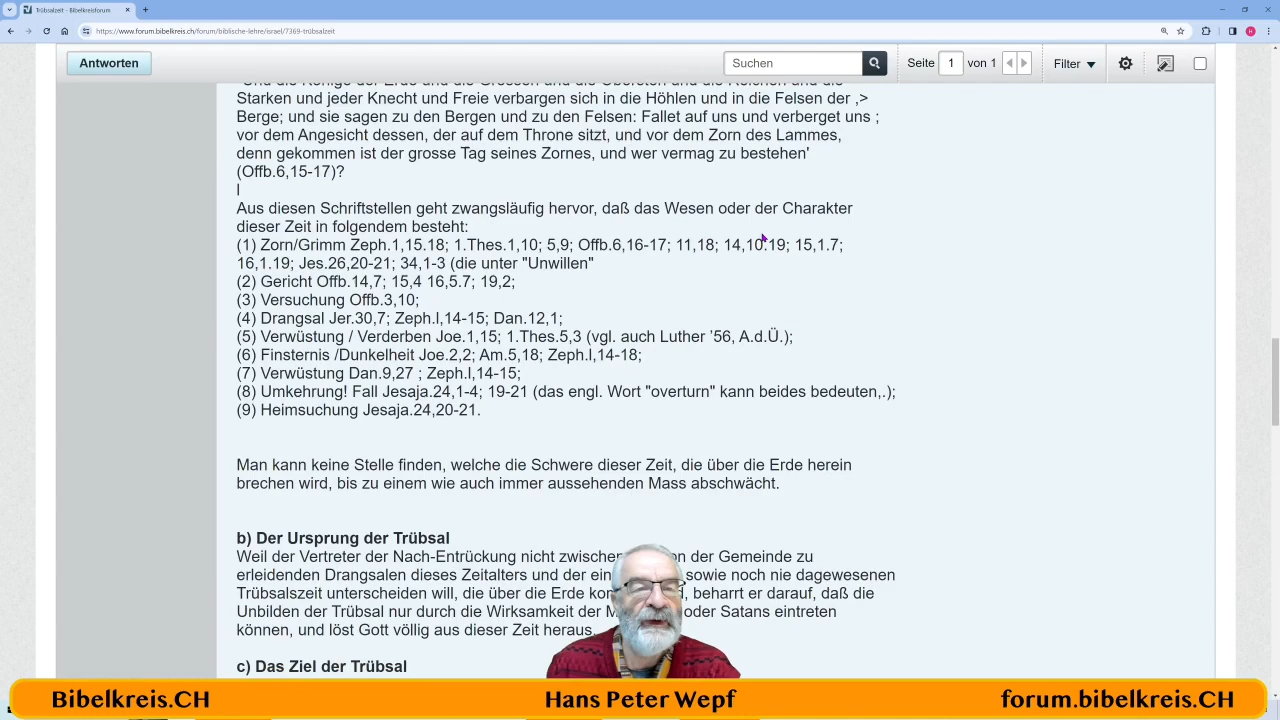 Trübsalzeit - Bibelkreisforum
https://www.forum.bibelkreis.ch/forum/biblische-lehre/israel/7369-trübsalzeit
Antworten
Suchen
Seite 1 von 1
Filter
Starken und jeder Knecht und Freie verbargen sich in die Höhlen und in die Felsen der ,>
Berge; und sie sagen zu den Bergen und zu den Felsen: Fallet auf uns und verberget uns ;
vor dem Angesicht dessen, der auf dem Throne sitzt, und vor dem Zorn des Lammes,
denn gekommen ist der grosse Tag seines Zornes, und wer vermag zu bestehen'
(Offb.6,15-17)?
I
Aus diesen Schriftstellen geht zwangsläufig hervor, daß das Wesen oder der Charakter
dieser Zeit in folgendem besteht:
(1) Zorn/Grimm Zeph.1,15.18; 1.Thes.1,10; 5,9; Offb.6,16-17; 11,18; 14,10.19; 15,1.7;
16,1.19; Jes.26,20-21; 34,1-3 (die unter "Unwillen"
(2) Gericht Offb.14,7; 15,4 16,5.7; 19,2;
(3) Versuchung Offb.3,10;
(4) Drangsal Jer.30,7; Zeph.I,14-15; Dan.12,1;
(5) Verwüstung / Verderben Joe.1,15; 1.Thes.5,3 (vgl. auch Luther ’56, A.d.Ü.);
(6) Finsternis /Dunkelheit Joe.2,2; Am.5,18; Zeph.I,14-18;
(7) Verwüstung Dan.9,27 ; Zeph.I,14-15;
(8) Umkehrung! Fall Jesaja.24,1-4; 19-21 (das engl. Wort "overturn" kann beides bedeuten,.);
(9) Heimsuchung Jesaja.24,20-21.
Man kann keine Stelle finden, welche die Schwere dieser Zeit, die über die Erde herein
brechen wird, bis zu einem wie auch immer aussehenden Mass abschwächt.
b) Der Ursprung der Trübsal
Weil der Vertreter der Nach-Entrückung nicht zwischen der Gemeinde zu
erleidenden Drangsalen dieses Zeitalters und der sowie noch nie dagewesenen
Trübsalszeit unterscheiden will, die über die Erde beharrt er darauf, daß die
Unbilden der Trübsal nur durch die Wirksamkeit der oder Satans eintreten
können, und löst Gott völlig aus dieser Zeit heraus.
c) Das Ziel der Trübsal
Bibelkreis.CH
Hans Peter Wepf
forum.bibelkreis.CH